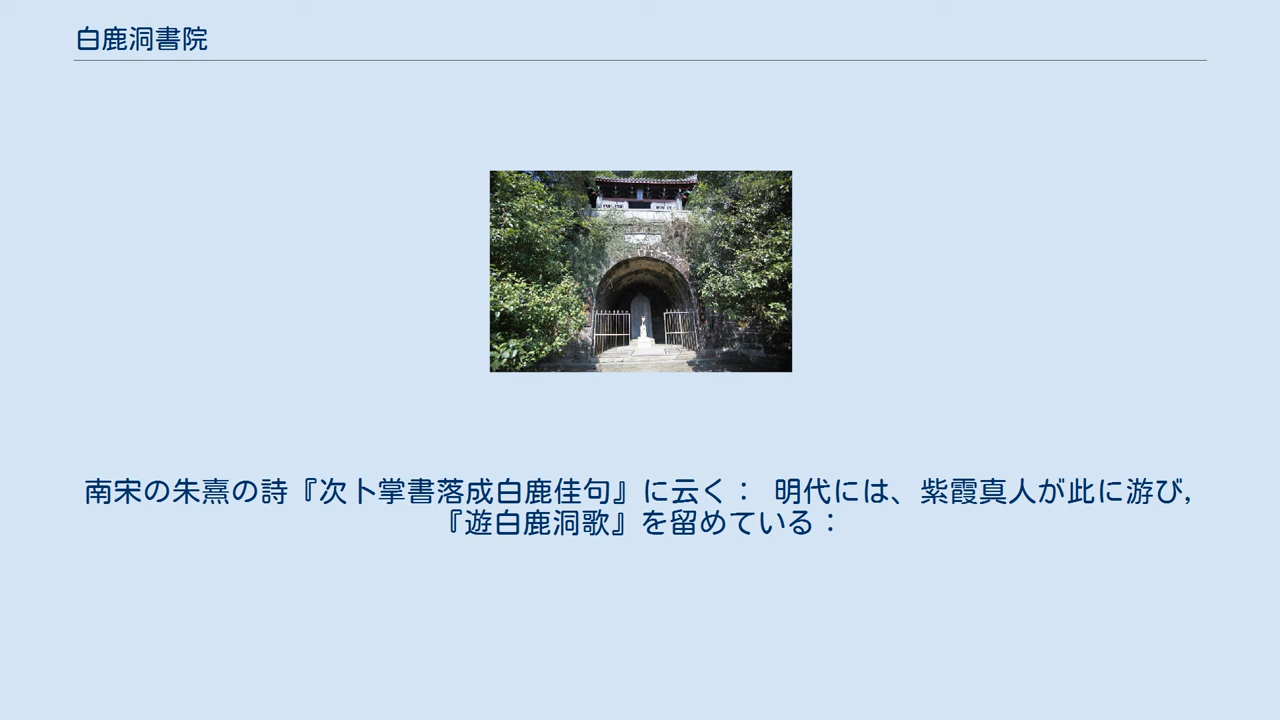 白鹿洞書院
南宋の朱熹の詩『次卜掌書落成白鹿佳句』に云く： 明代には、紫霞真人が此に游び,
『遊白鹿洞歌』を留めている：